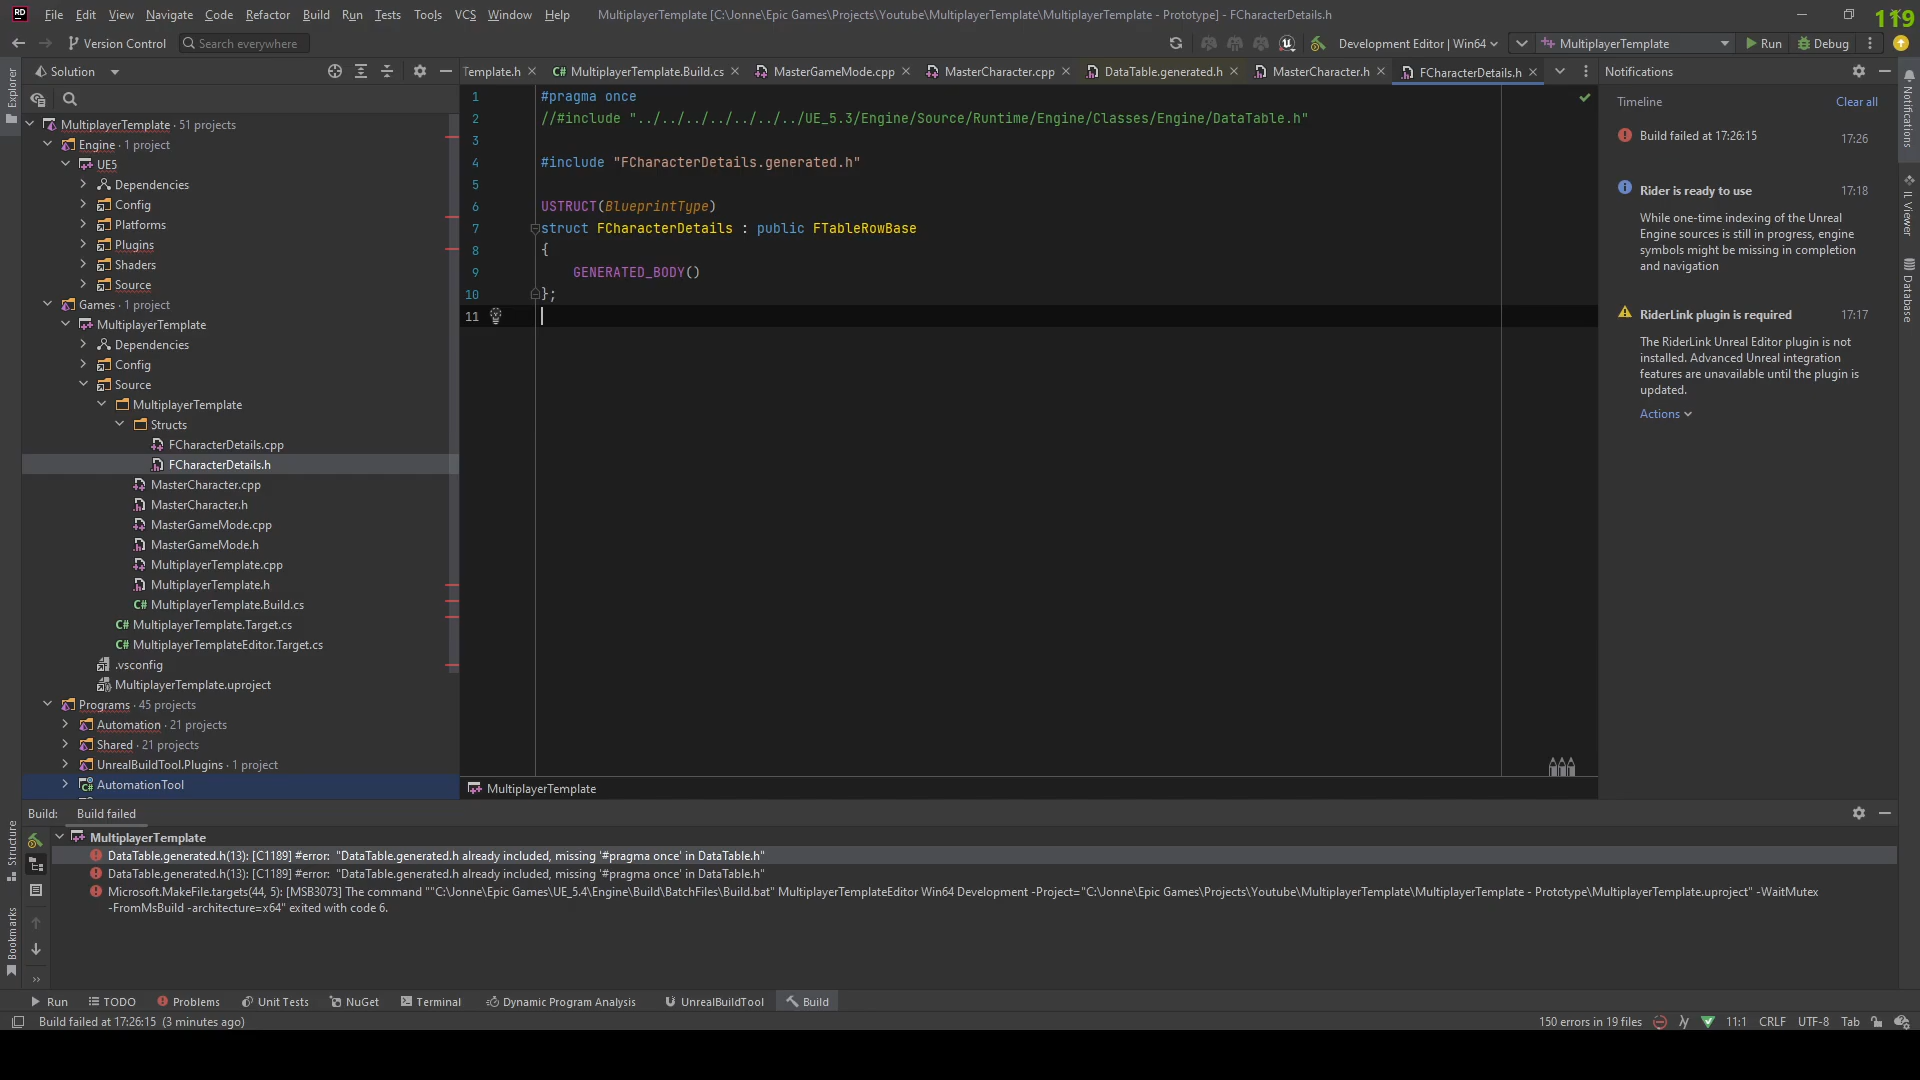 File Edit View Navigate Code Refactor Build Run Tests Tools VCS Window Help MultiplayerTemplate [C:\Jonne\Epic Games\Projects\Youtube\MultiplayerTemplate\MultiplayerTemplate - Prototype] - FCharacterDetails.h
119
Version Control Search everywhere Development Editor | Win64 MultiplayerTemplate Run Debug
Solution
Template.h MultiplayerTemplate.Build.cs MasterGameMode.cpp MasterCharacter.cpp DataTable.generated.h MasterCharacter.h FCharacterDetails.h
Explorer
MultiplayerTemplate · 51 projects
Engine · 1 project
UE5
Dependencies
Config
Platforms
Plugins
Shaders
Source
Games · 1 project
MultiplayerTemplate
Dependencies
Config
Source
MultiplayerTemplate
Structs
FCharacterDetails.cpp
FCharacterDetails.h
MasterCharacter.cpp
MasterCharacter.h
MasterGameMode.cpp
MasterGameMode.h
MultiplayerTemplate.cpp
MultiplayerTemplate.h
C# MultiplayerTemplate.Build.cs
C# MultiplayerTemplate.Target.cs
C# MultiplayerTemplateEditor.Target.cs
.vsconfig
MultiplayerTemplate.uproject
Programs · 45 projects
Automation · 21 projects
Shared · 21 projects
UnrealBuildTool.Plugins · 1 project
AutomationTool
1 #pragma once
2 //#include "../../../../../../../../UE_5.3/Engine/Source/Runtime/Engine/Classes/Engine/DataTable.h"
3
4 #include "FCharacterDetails.generated.h"
5
6 USTRUCT(BlueprintType)
7 struct FCharacterDetails : public FTableRowBase
8 {
9 GENERATED_BODY()
10 };
11
MultiplayerTemplate
Notifications
Timeline Clear all
Build failed at 17:26:15 17:26
Rider is ready to use 17:18
While one-time indexing of the Unreal
Engine sources is still in progress, engine
symbols might be missing in completion
and navigation
RiderLink plugin is required 17:17
The RiderLink Unreal Editor plugin is not
installed. Advanced Unreal integration
features are unavailable until the plugin is
updated.
Actions
Notifications
IL Viewer
Database
Build: Build failed
MultiplayerTemplate
DataTable.generated.h(13): [C1189] #error: "DataTable.generated.h already included, missing '#pragma once' in DataTable.h"
DataTable.generated.h(13): [C1189] #error: "DataTable.generated.h already included, missing '#pragma once' in DataTable.h"
Microsoft.MakeFile.targets(44, 5): [MSB3073] The command ""C:\Jonne\Epic Games\UE_5.4\Engine\Build\BatchFiles\Build.bat" MultiplayerTemplateEditor Win64 Development -Project="C:\Jonne\Epic Games\Projects\Youtube\MultiplayerTemplate\MultiplayerTemplate - Prototype\MultiplayerTemplate.uproject" -WaitMutex
-FromMsBuild -architecture=x64" exited with code 6.
Structure
Bookmarks
Run TODO Problems Unit Tests NuGet Terminal Dynamic Program Analysis UnrealBuildTool Build
Build failed at 17:26:15 (3 minutes ago) 150 errors in 19 files 11:1 CRLF UTF-8 Tab